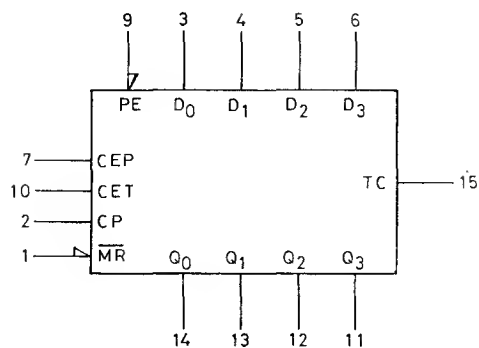 9 3 4 5 6
PE D0 D1 D2 D3
7 CEP
10 CET TC 15
2 CP
1 M̅R̅ Q0 Q1 Q2 Q3
14 13 12 11